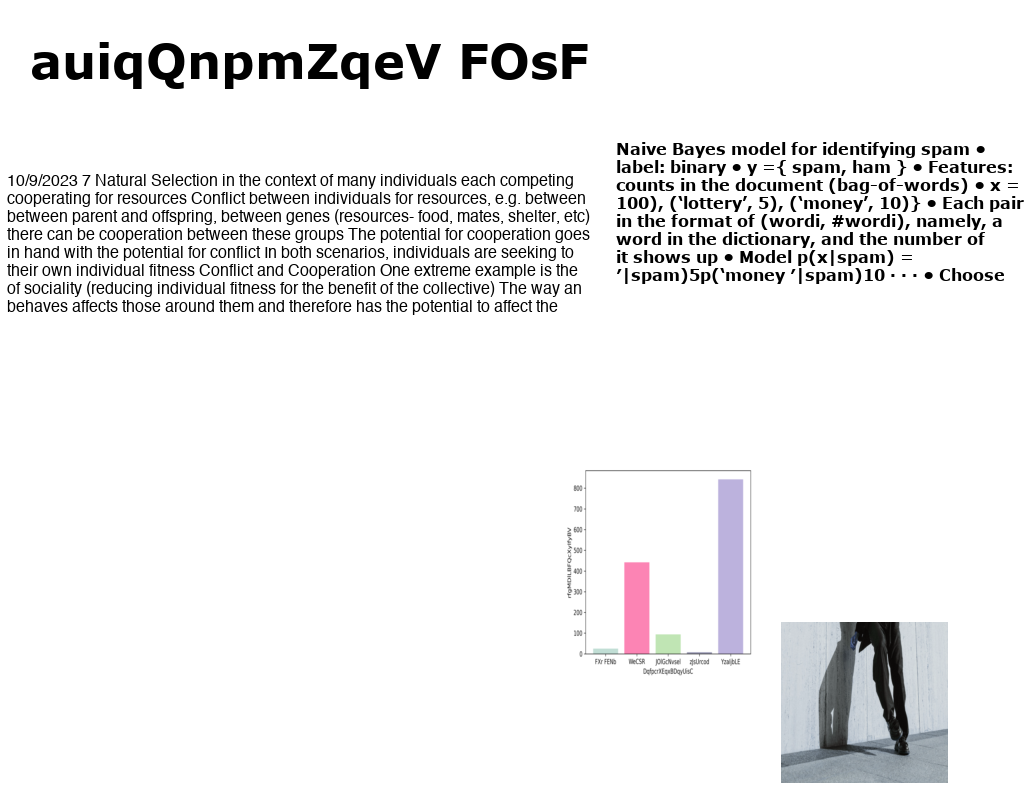 auiqQnpmZqeV FOsF
10/9/2023 7 Natural Selection in the context of many individuals each competing
cooperating for resources Conflict between individuals for resources, e.g. between
between parent and offspring, between genes (resources- food, mates, shelter, etc)
there can be cooperation between these groups The potential for cooperation goes
in hand with the potential for conflict In both scenarios, individuals are seeking to
their own individual fitness Conflict and Cooperation One extreme example is the
of sociality (reducing individual fitness for the benefit of the collective) The way an
behaves affects those around them and therefore has the potential to affect the
Naive Bayes model for identifying spam •
label: binary • y ={ spam, ham } • Features:
counts in the document (bag-of-words) • x =
100), (‘lottery’, 5), (‘money’, 10)} • Each pair
in the format of (wordi, #wordi), namely, a
word in the dictionary, and the number of
it shows up • Model p(x|spam) =
’|spam)5p(‘money ’|spam)10 · · · • Choose
800
700
600
500
400
300
200
100
0
FXr FENb WeCSR JOlGcNvsel zjsUrcod YzaljbLE